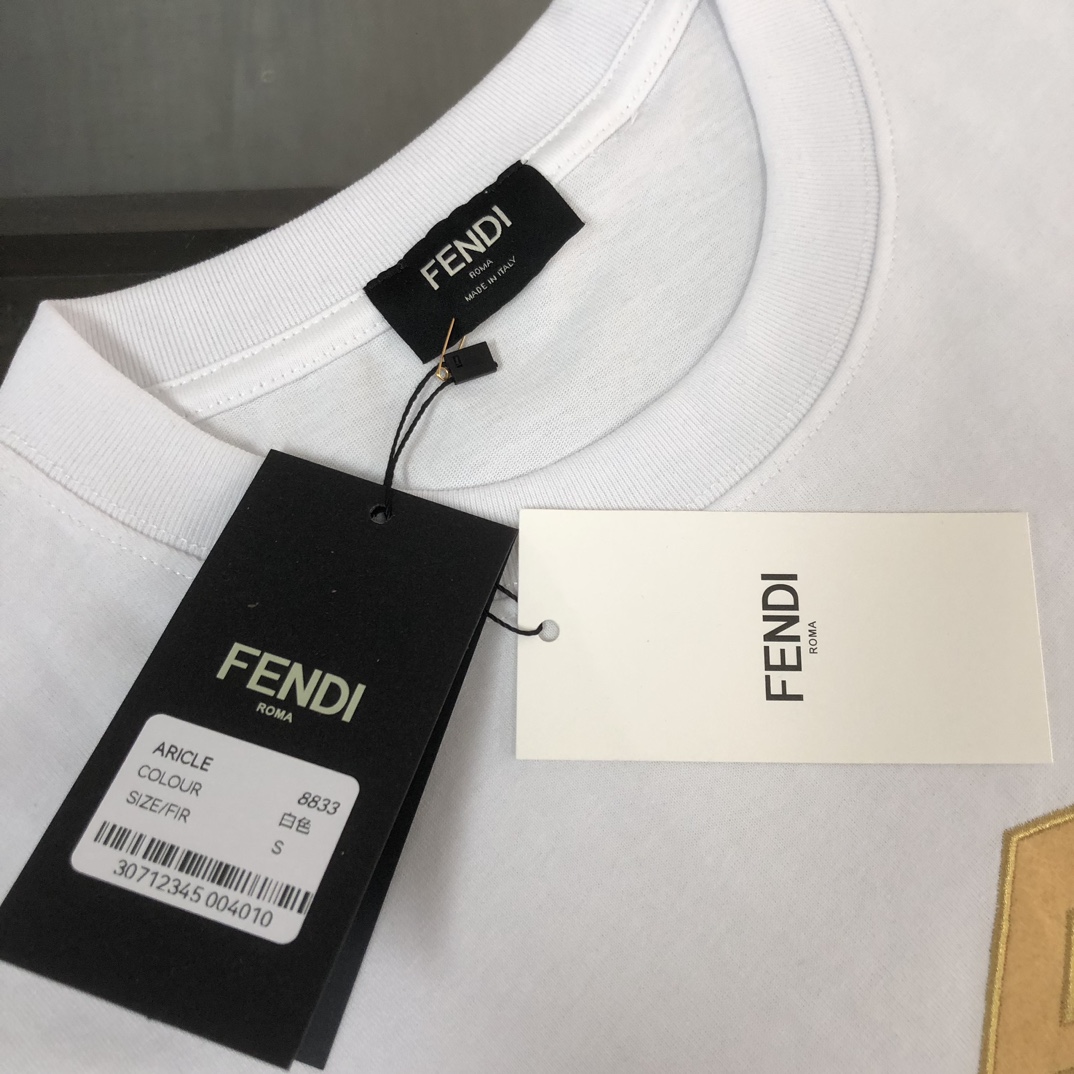 FENDI
ROMA
MADE IN ITALY
FENDI
ROMA
ARICLE 8833
COLOUR 白色
SIZE/FIR S
30712345 004010
FENDI
ROMA